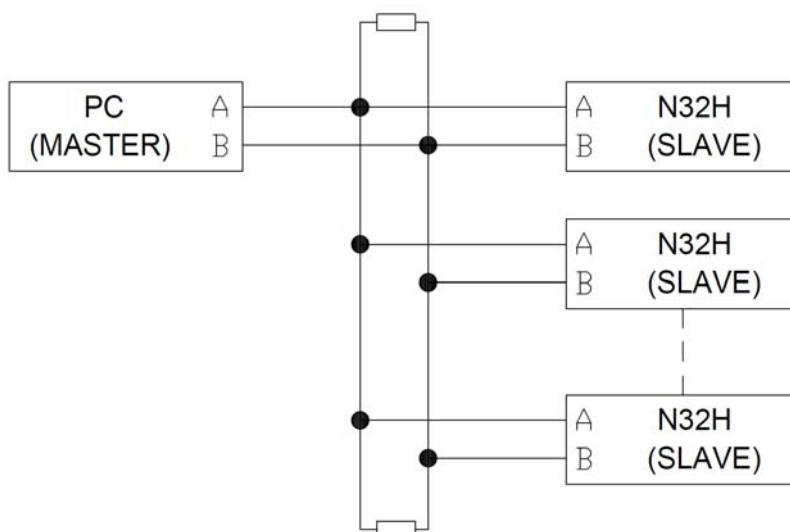 PC A
(MASTER) B
A N32H
B (SLAVE)
A N32H
B (SLAVE)
A N32H
B (SLAVE)